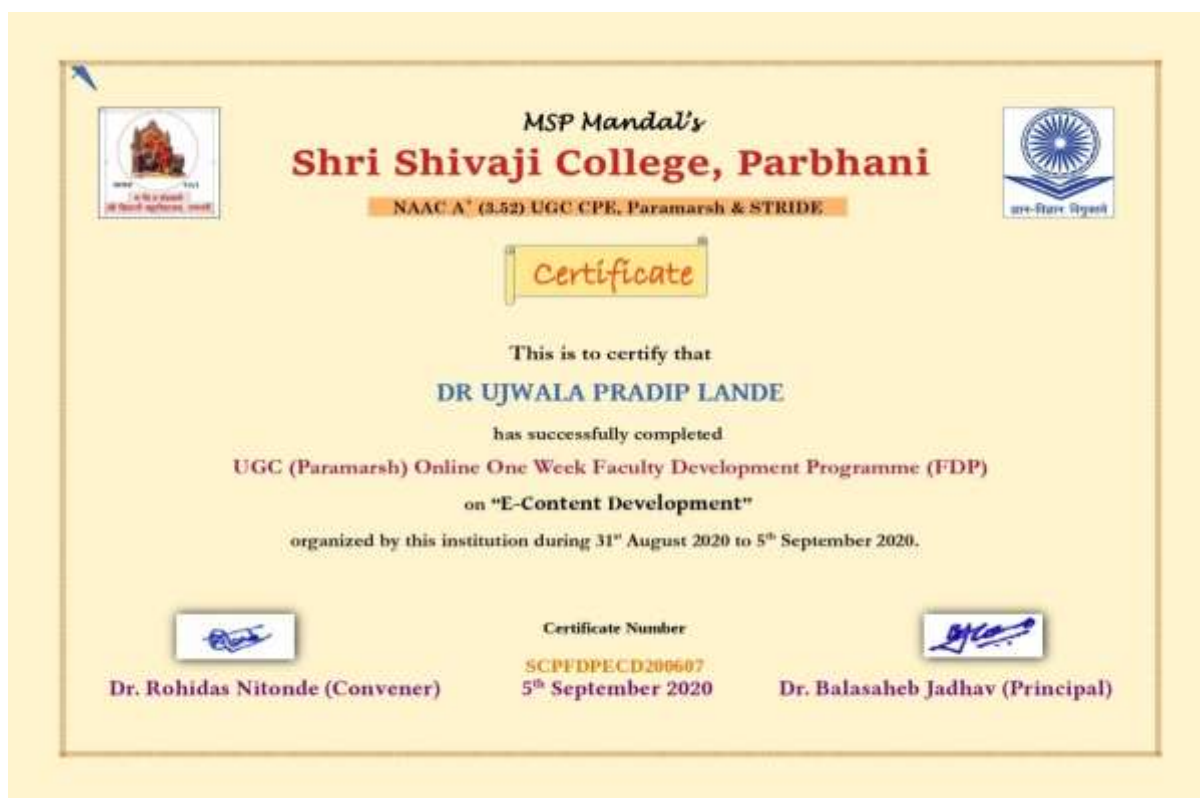 MSP Mandal's
Shri Shivaji College, Parbhani
NAAC A+ (3.52) UGC CPE, Paramarsh & STRIDE
ज्ञान-विज्ञान विमुक्तये
Certificate
This is to certify that
DR UJWALA PRADIP LANDE
has successfully completed
UGC (Paramarsh) Online One Week Faculty Development Programme (FDP)
on "E-Content Development"
organized by this institution during 31st August 2020 to 5th September 2020.
Certificate Number
SCPFDPECD200607
Dr. Rohidas Nitonde (Convener)
5th September 2020
Dr. Balasaheb Jadhav (Principal)